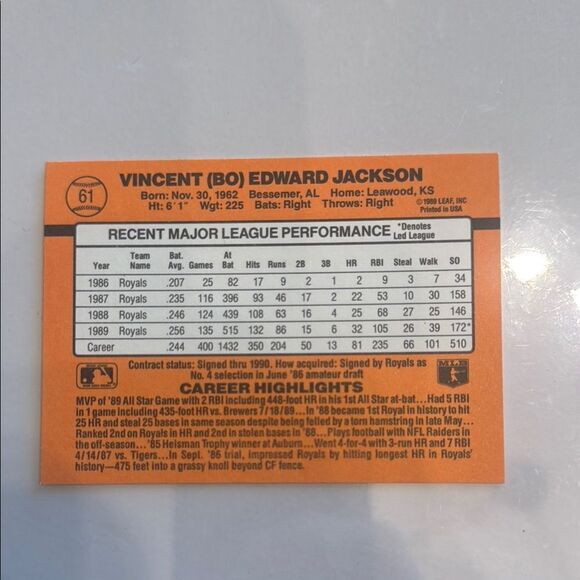 61
VINCENT (BO) EDWARD JACKSON
Born: Nov. 30, 1962 Bessemer, AL Home: Leawood, KS
Ht: 6´1" Wgt: 225 Bats: Right Throws: Right
©1989 LEAF, INC
Printed in USA
RECENT MAJOR LEAGUE PERFORMANCE
*Denotes
Led League
Year Team Name Bat. Avg. Games At Bat Hits Runs 2B 3B HR RBI Steal Walk SO
1986 Royals .207 25 82 17 9 2 1 2 9 3 7 34
1987 Royals .235 116 396 93 46 17 2 22 53 10 30 158
1988 Royals .246 124 439 108 63 16 4 25 68 27 25 146
1989 Royals .256 135 515 132 86 15 6 32 105 26 39 172*
Career .244 400 1432 350 204 50 13 81 235 66 101 510
Contract status: Signed thru 1990. How acquired: Signed by Royals as
No. 4 selection in June '86 amateur draft
CAREER HIGHLIGHTS
MVP of '89 All Star Game with 2 RBI including 448-foot HR in his 1st All Star at-bat...Had 5 RBI
in 1 game including 435-foot HR vs. Brewers 7/18/89...In '88 became 1st Royal in history to hit
25 HR and steal 25 bases in same season despite being felled by a torn hamstring in late May...
Ranked 2nd on Royals in HR and 2nd in stolen bases in '88...Plays football with NFL Raiders in
the off-season...'85 Heisman Trophy winner at Auburn...Went 4-for-4 with 3-run HR and 7 RBI
4/14/87 vs. Tigers...In Sept. '86 trial, impressed Royals by hitting longest HR in Royals'
history—475 feet into a grassy knoll beyond CF fence.